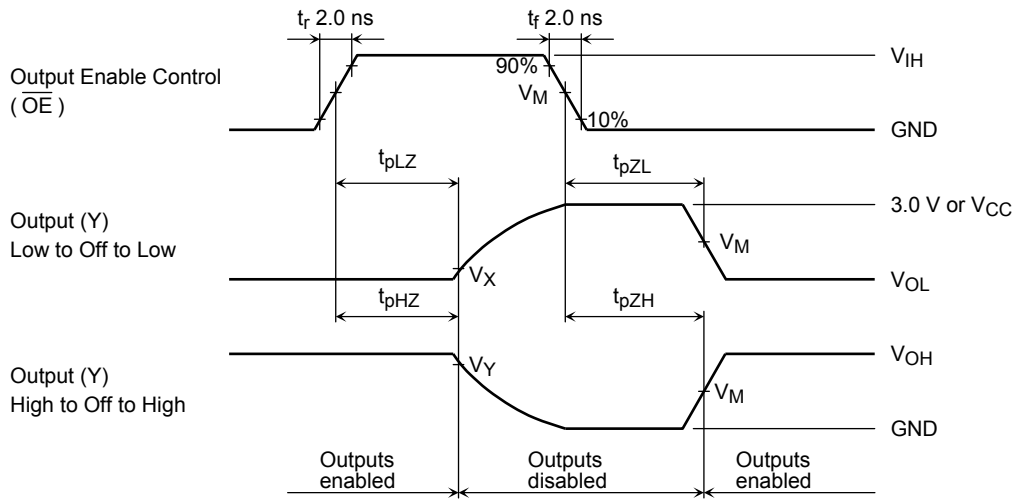 tr 2.0 ns
tf 2.0 ns
Output Enable Control
( OE )
90%
VM
10%
VIH
GND
tpLZ
tpZL
Output (Y)
Low to Off to Low
3.0 V or VCC
VM
VX
VOL
tpHZ
tpZH
Output (Y)
High to Off to High
VY
VOH
VM
GND
Outputs
enabled
Outputs
disabled
Outputs
enabled